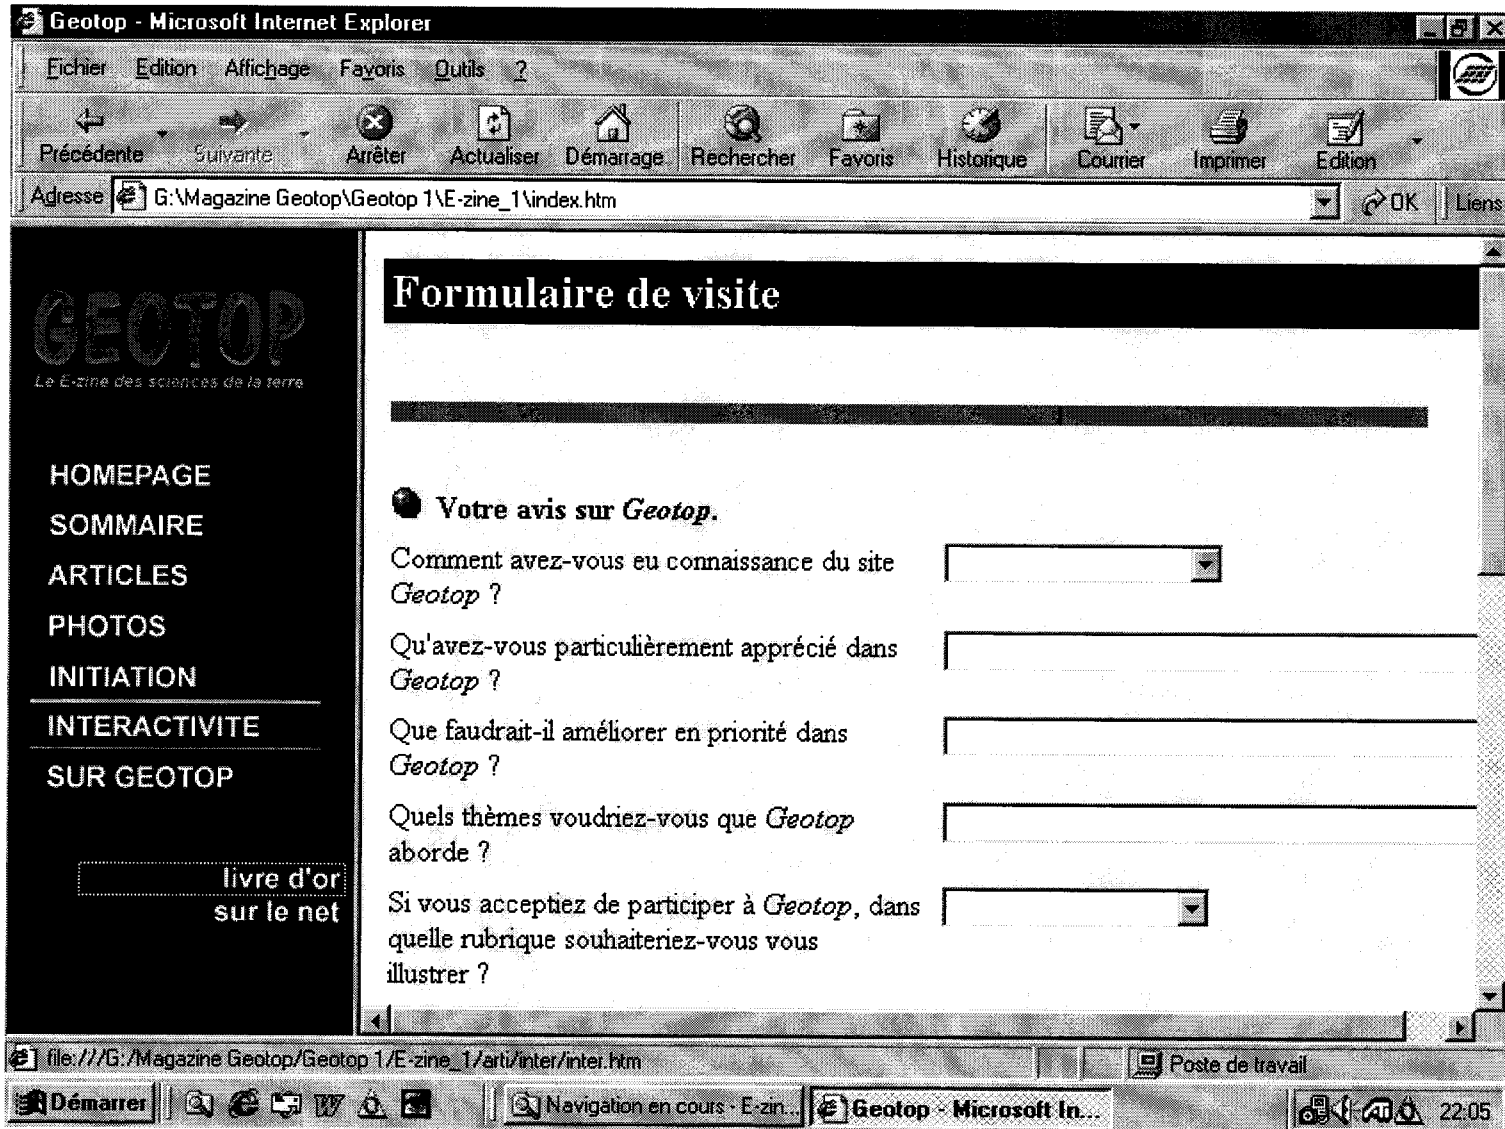 Geotop - Microsoft Internet Explorer
Fichier Edition Affichage Favoris Outils ?
Précédente Suivante Arrêter Actualiser Démarrage Rechercher Favoris Historique Courrier Imprimer Edition
Adresse G:\Magazine Geotop\Geotop 1\E-zine_1\index.htm OK Liens
GEOTOP
Le E-zine des sciences de la terre
HOMEPAGE
SOMMAIRE
ARTICLES
PHOTOS
INITIATION
INTERACTIVITE
SUR GEOTOP
livre d'or
sur le net
Formulaire de visite
Votre avis sur Geotop.
Comment avez-vous eu connaissance du site
Geotop ?
Qu'avez-vous particulièrement apprécié dans
Geotop ?
Que faudrait-il améliorer en priorité dans
Geotop ?
Quels thèmes voudriez-vous que Geotop
aborde ?
Si vous acceptiez de participer à Geotop, dans
quelle rubrique souhaiteriez-vous vous
illustrer ?
file:///G:/Magazine Geotop/Geotop 1/E-zine_1/arti/inter/inter.htm Poste de travail
Démarrer Navigation en cours - E-zin... Geotop - Microsoft In... 22:05